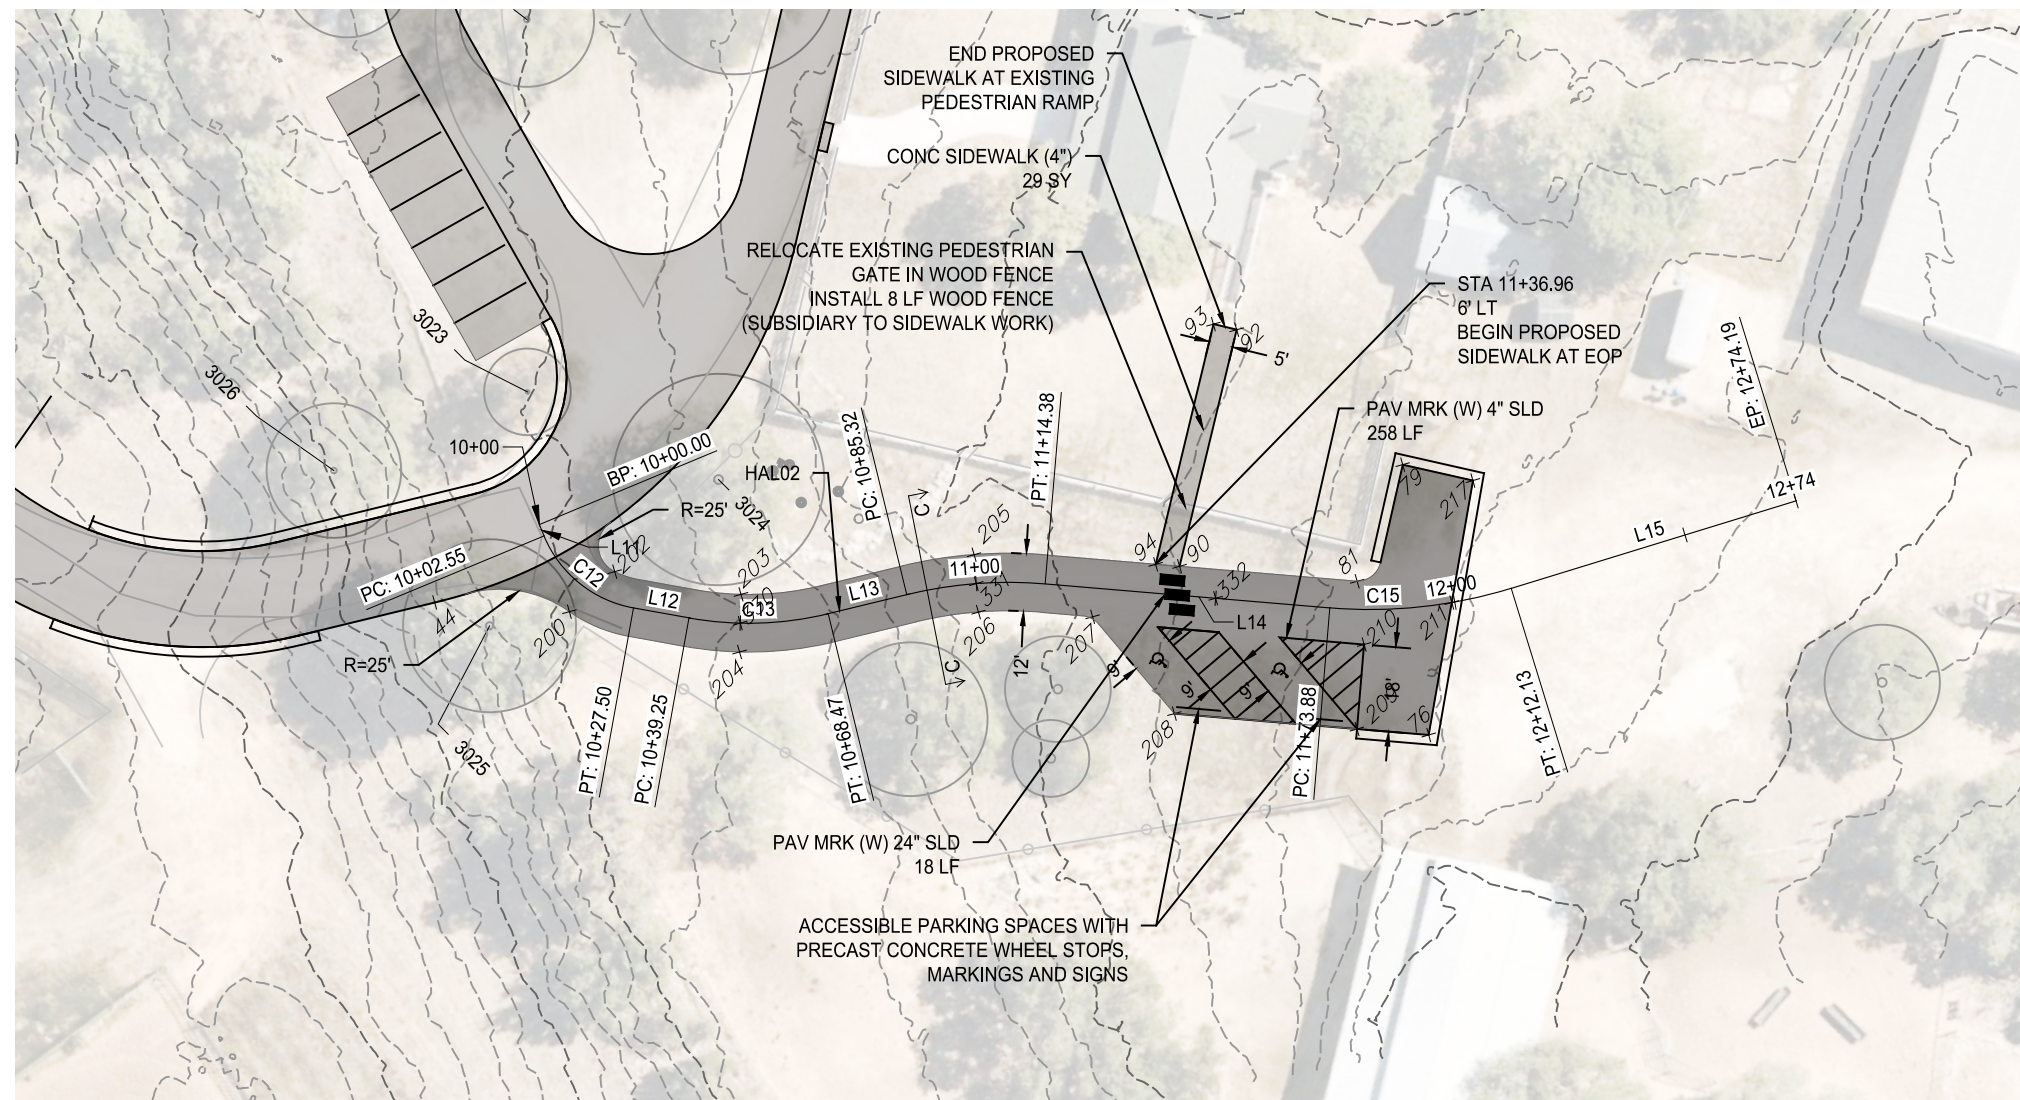 END PROPOSED
SIDEWALK AT EXISTING
PEDESTRIAN RAMP
CONC SIDEWALK (4")
29 SY
RELOCATE EXISTING PEDESTRIAN
GATE IN WOOD FENCE
INSTALL 8 LF WOOD FENCE
(SUBSIDIARY TO SIDEWALK WORK)
STA 11+36.96
6' LT
BEGIN PROPOSED
SIDEWALK AT EOP
93
92
5'
3023
3026
EP: 12+74.19
PAV MRK (W) 4" SLD
258 LF
10+00
BP: 10+00.00
HAL02
PC: 10+85.32
PT: 11+14.38
R=25'
3024
C
79
217
12+74
L15
PC: 10+02.55
L11
202
C12
203
205
94
90
81
11+00
L12
C13
330
L13
331
332
C15
12+00
44
200
204
206
207
L14
210
211
R=25'
12'
9'
9'
9'
C
18'
209
76
208
3025
PT: 10+27.50
PC: 10+39.25
PT: 10+68.47
PC: 11+73.88
PT: 12+12.13
PAV MRK (W) 24" SLD
18 LF
ACCESSIBLE PARKING SPACES WITH
PRECAST CONCRETE WHEEL STOPS,
MARKINGS AND SIGNS